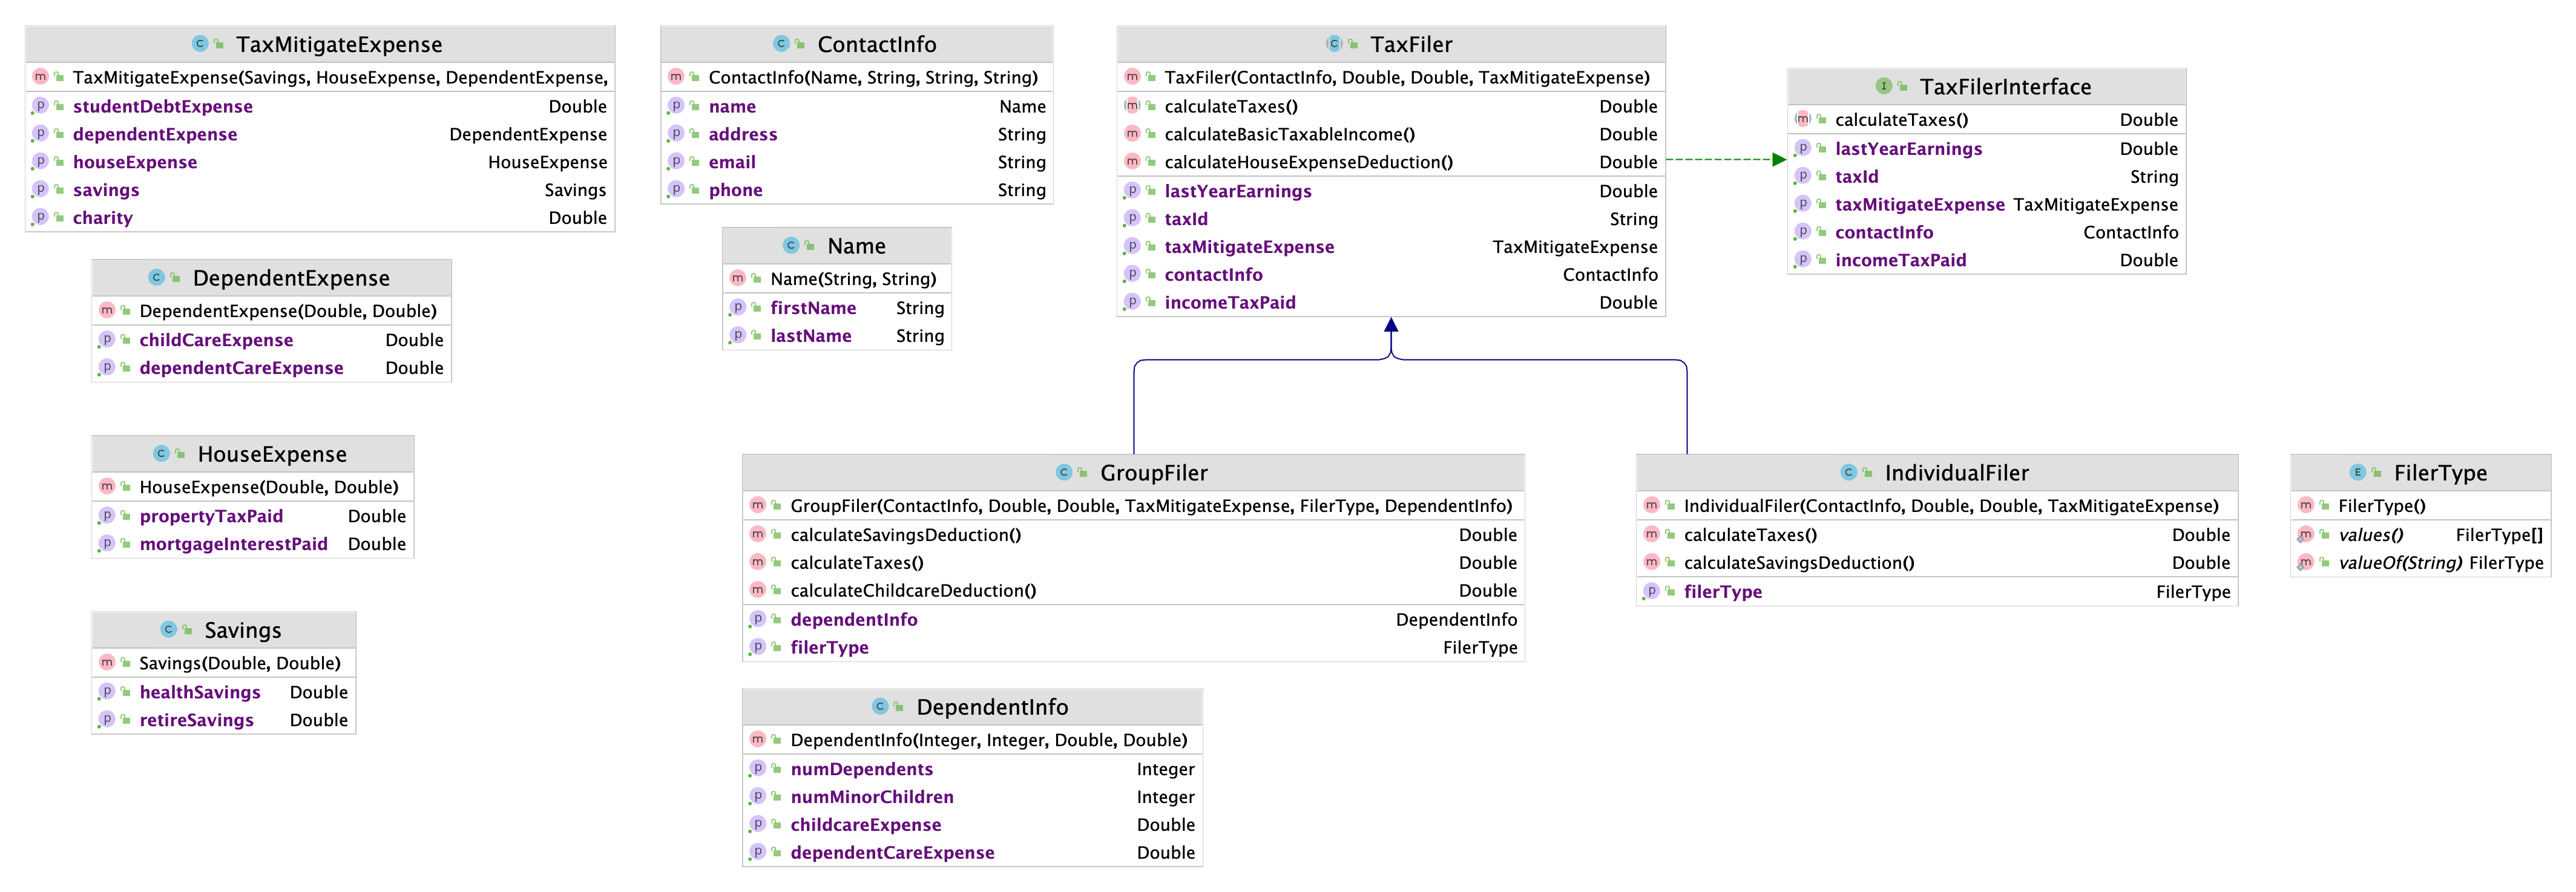 TaxMitigateExpense
TaxMitigateExpense(Savings, HouseExpense, DependentExpense,
studentDebtExpense Double
dependentExpense DependentExpense
houseExpense HouseExpense
savings Savings
charity Double
DependentExpense
DependentExpense(Double, Double)
childCareExpense Double
dependentCareExpense Double
HouseExpense
HouseExpense(Double, Double)
propertyTaxPaid Double
mortgageInterestPaid Double
Savings
Savings(Double, Double)
healthSavings Double
retireSavings Double
ContactInfo
ContactInfo(Name, String, String, String)
name Name
address String
email String
phone String
Name
Name(String, String)
firstName String
lastName String
TaxFiler
TaxFiler(ContactInfo, Double, Double, TaxMitigateExpense)
calculateTaxes() Double
calculateBasicTaxableIncome() Double
calculateHouseExpenseDeduction() Double
lastYearEarnings Double
taxId String
taxMitigateExpense TaxMitigateExpense
contactInfo ContactInfo
incomeTaxPaid Double
TaxFilerInterface
calculateTaxes() Double
lastYearEarnings Double
taxId String
taxMitigateExpense TaxMitigateExpense
contactInfo ContactInfo
incomeTaxPaid Double
GroupFiler
GroupFiler(ContactInfo, Double, Double, TaxMitigateExpense, FilerType, DependentInfo)
calculateSavingsDeduction() Double
calculateTaxes() Double
calculateChildcareDeduction() Double
dependentInfo DependentInfo
filerType FilerType
IndividualFiler
IndividualFiler(ContactInfo, Double, Double, TaxMitigateExpense)
calculateTaxes() Double
calculateSavingsDeduction() Double
filerType FilerType
FilerType
FilerType()
values() FilerType[]
valueOf(String) FilerType
DependentInfo
DependentInfo(Integer, Integer, Double, Double)
numDependents Integer
numMinorChildren Integer
childcareExpense Double
dependentCareExpense Double